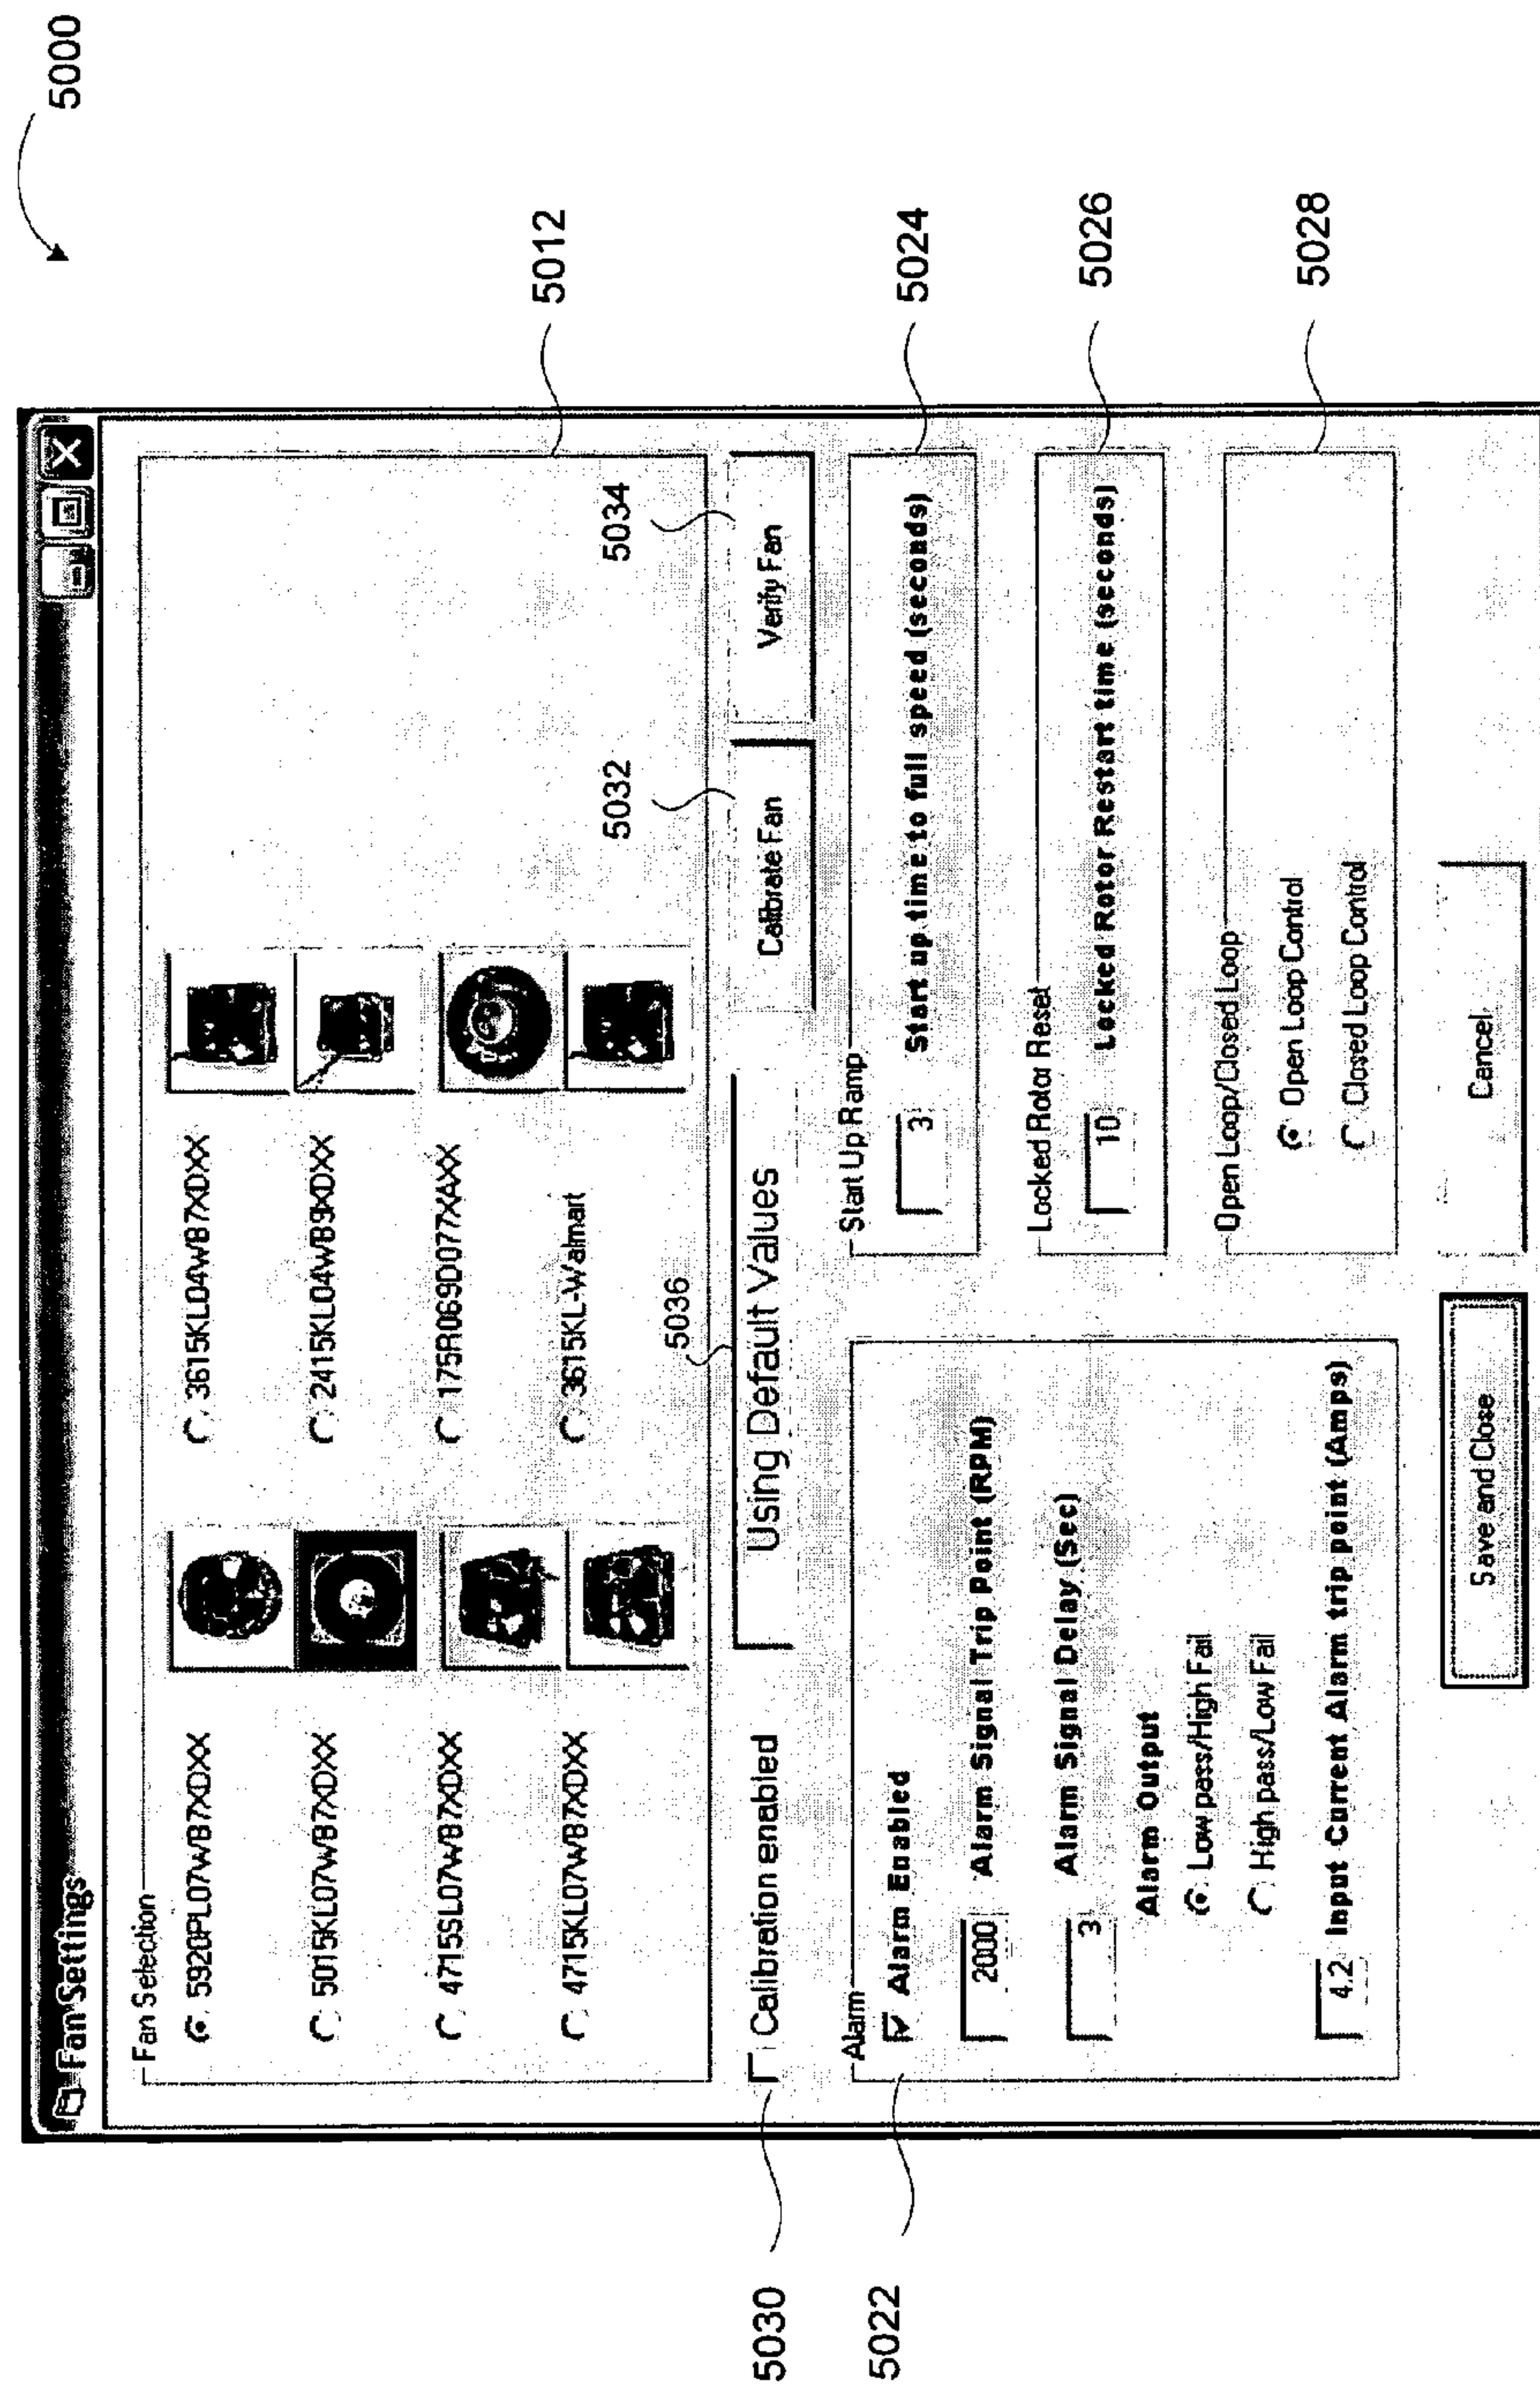 5000
Fan Settings
Fan Selection
5920PL07WB7XDXX
3615KL04WB7XDXX
5015KL07WB7XDXX
2415KL04WB9XDXX
4715SL07WB7XDXX
175R069D077XAXX
4715KL07WB7XDXX
3615KL-Walmart
5012
5036
5032
5034
5030
Calibration enabled
Using Default Values
Calibrate Fan
Verify Fan
5022
Alarm
Alarm Enabled
2000 Alarm Signal Trip Point (RPM)
3 Alarm Signal Delay (Sec)
Alarm Output
Low pass/High Fail
High pass/Low Fail
4.2 Input Current Alarm trip point (Amps)
Start Up Ramp
3 Start up time to full speed (seconds)
5024
Locked Rotor Reset
10 Locked Rotor Restart time (seconds)
5026
Open Loop/Closed Loop
Open Loop Control
Closed Loop Control
5028
Save and Close
Cancel